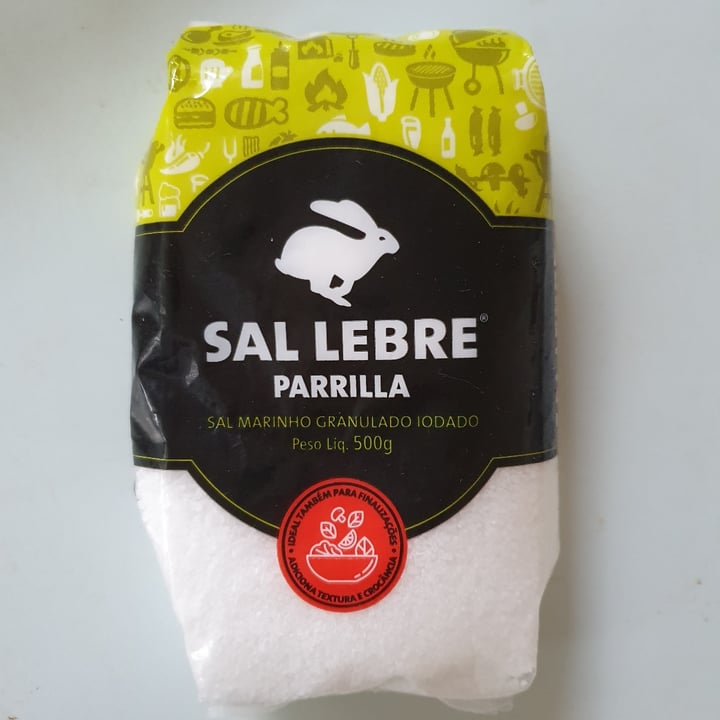 SAL LEBRE®
PARRILLA
SAL MARINHO GRANULADO IODADO
Peso Líq. 500g
• IDEAL TAMBÉM PARA FINALIZAÇÕES •
ADICIONA TEXTURA E CROCÂNCIA